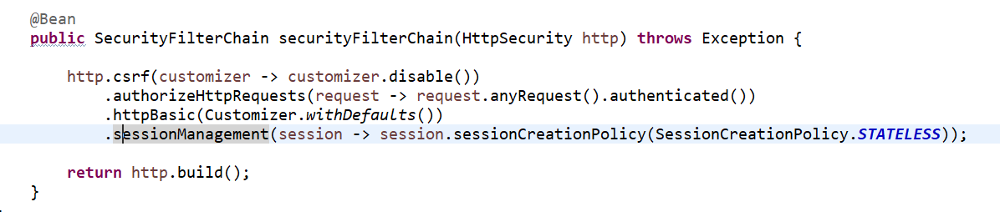 @Bean
public SecurityFilterChain securityFilterChain(HttpSecurity http) throws Exception {
http.csrf(customizer -> customizer.disable())
.authorizeHttpRequests(request -> request.anyRequest().authenticated())
.httpBasic(Customizer.withDefaults())
.sessionManagement(session -> session.sessionCreationPolicy(SessionCreationPolicy.STATELESS));
return http.build();
}